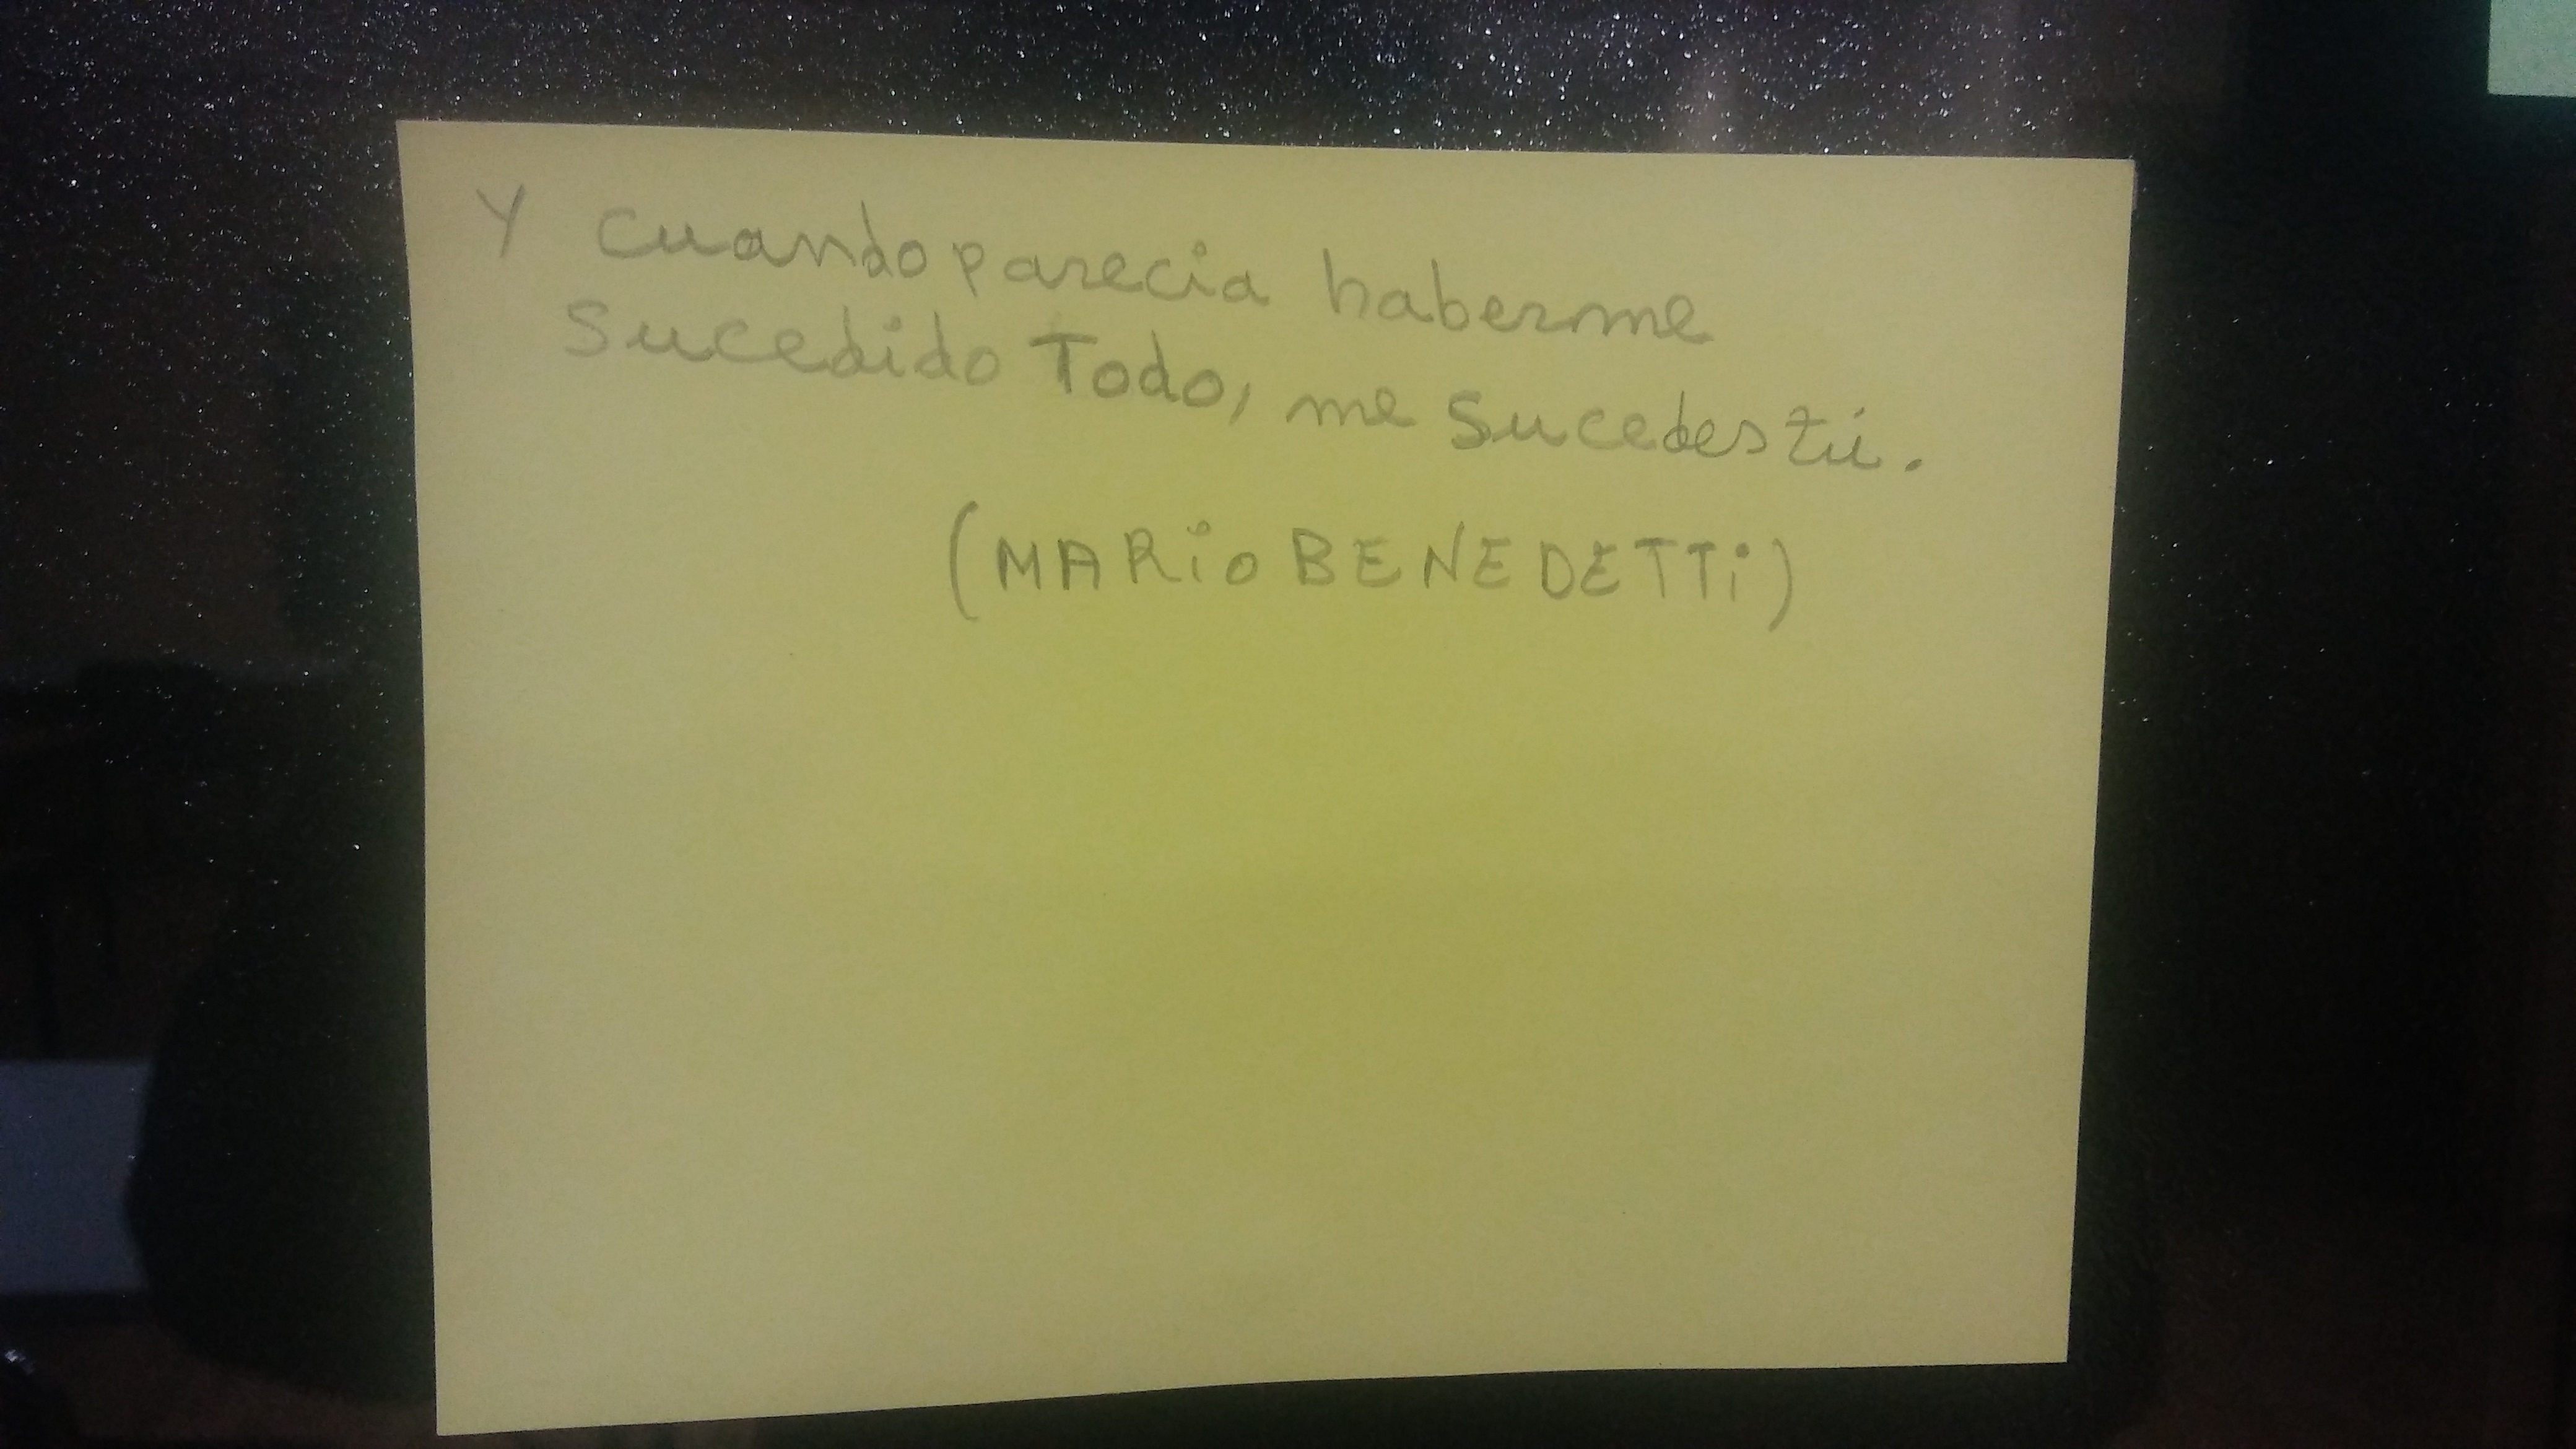 Y cuando parecia haberme
Sucedido Todo, me Sucedes tú.
(MARiO BENEDETTi)